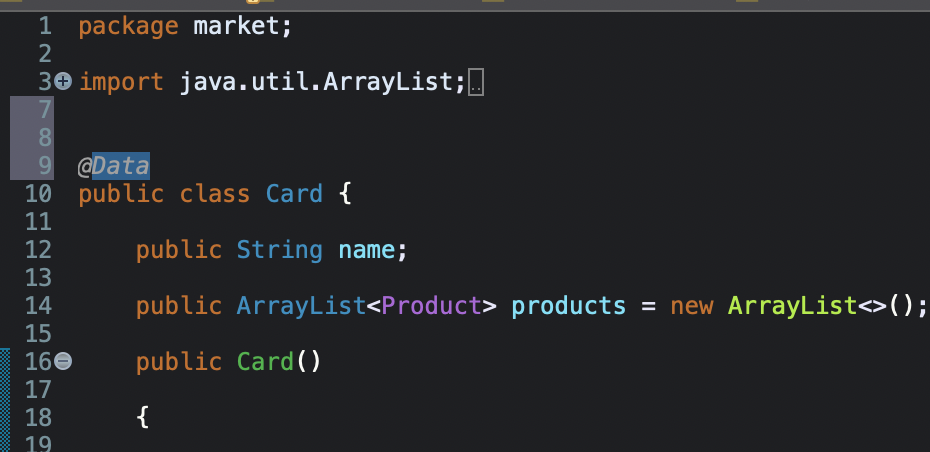 1 package market;
2
3 import java.util.ArrayList;..
7
8
9 @Data
10 public class Card {
11
12 public String name;
13
14 public ArrayList<Product> products = new ArrayList<>();
15
16 public Card()
17
18 {
19